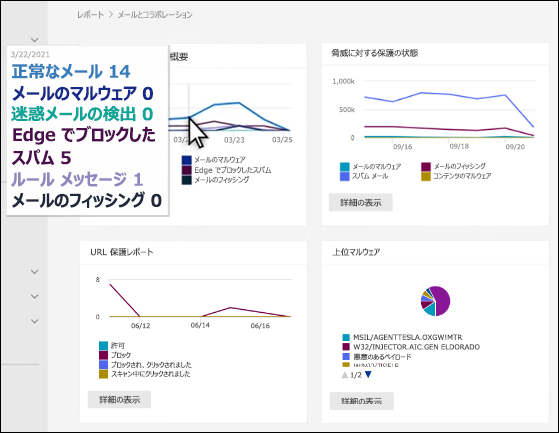 レポート > メールとコラボレーション
3/22/2021
正常なメール 14
メールのマルウェア 0
迷惑メールの検出 0
Edge でブロックした
スパム 5
ルール メッセージ 1
メールのフィッシング 0
概要
03/23
03/25
メールのマルウェア
Edge でブロックしたスパム
メールのフィッシング
脅威に対する保護の状態
1,000k
500k
0
09/16
09/18
09/20
メールのマルウェア
メールのフィッシング
スパム メール
コンテンツのマルウェア
詳細の表示
URL 保護レポート
8
0
06/12
06/14
06/16
許可
ブロック
ブロックされ、クリックされました
スキャン中にクリックされました
詳細の表示
上位マルウェア
MSIL/AGENTTESLA.OXGW!MTR
W32/INJECTOR.AIC.GEN ELDORADO
悪意のあるペイロード
1/2
詳細の表示